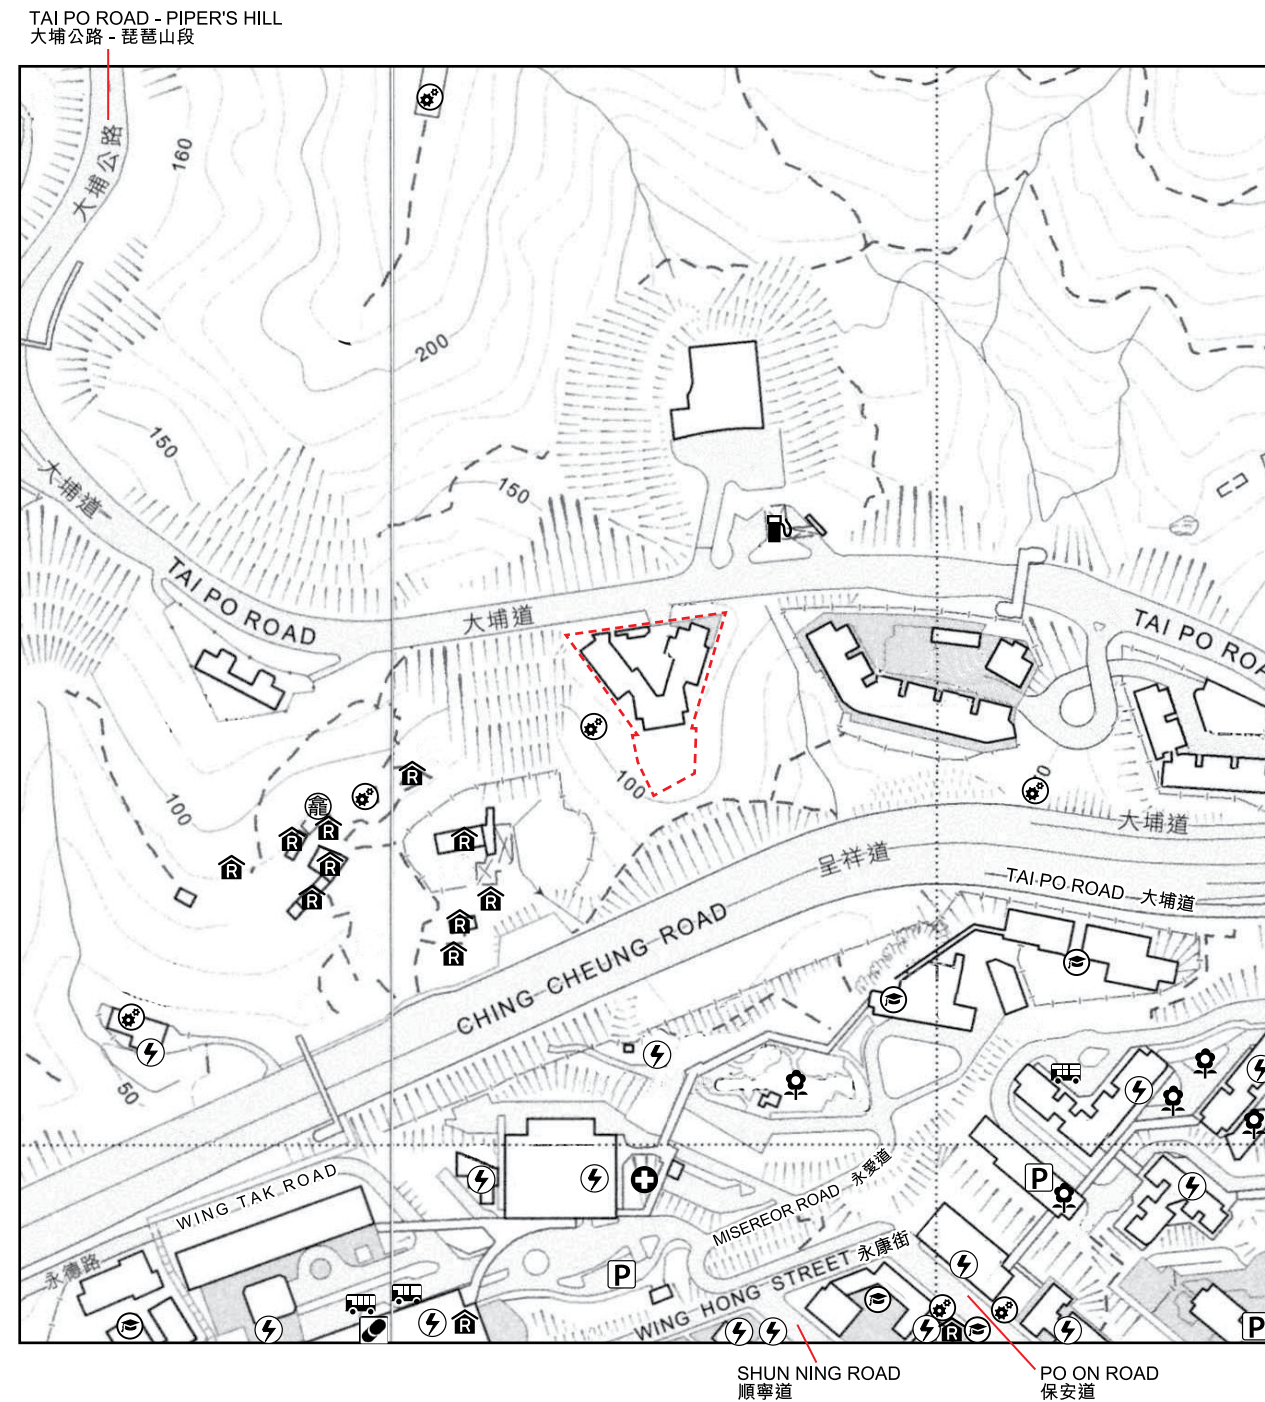 TAI PO ROAD - PIPER'S HILL
大埔公路 - 琵琶山段
大埔公路
160
200
150
150
大埔道
TAI PO ROAD
大埔道
TAI PO ROA
100
100
0
龕
R
R
R
R
R
R
R
R
R
R
大埔道
呈祥道
TAI PO ROAD 大埔道
CHING CHEUNG ROAD
50
WING TAK ROAD
永德路
MISEREOR ROAD 永愛道
WING HONG STREET 永康街
P
P
P
R
R
SHUN NING ROAD
順寧道
PO ON ROAD
保安道